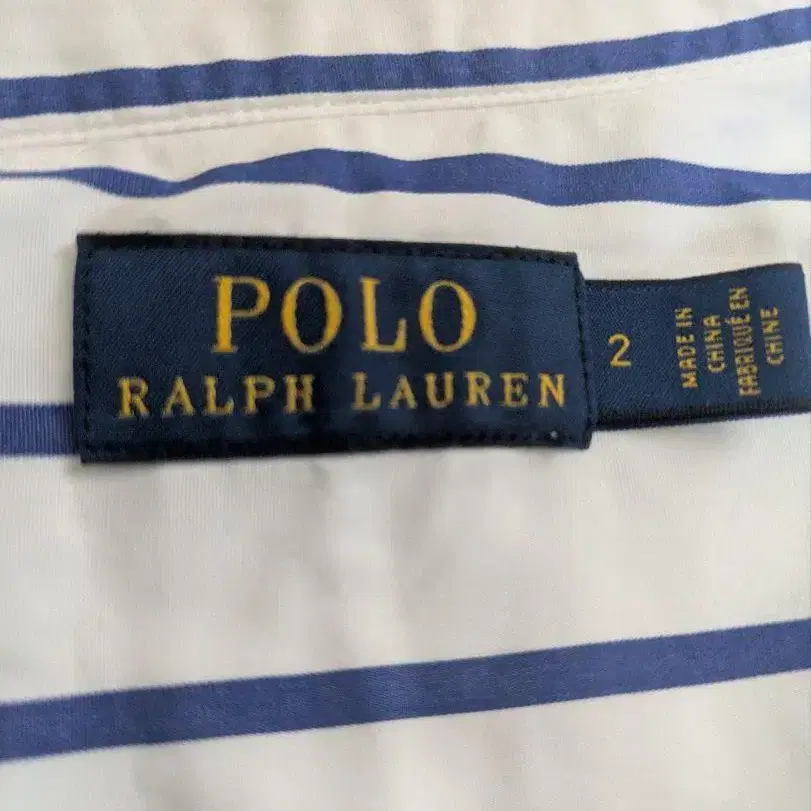 POLO
RALPH LAUREN
2
MADE IN
CHINA
FABRIQUÉ EN
CHINE